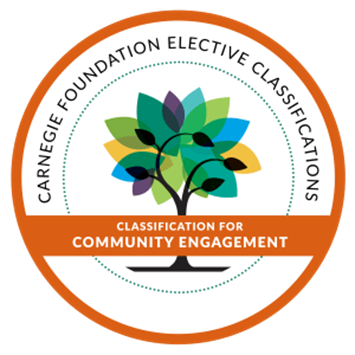 CARNEGIE FOUNDATION ELECTIVE CLASSIFICATIONS
CLASSIFICATION FOR
COMMUNITY ENGAGEMENT